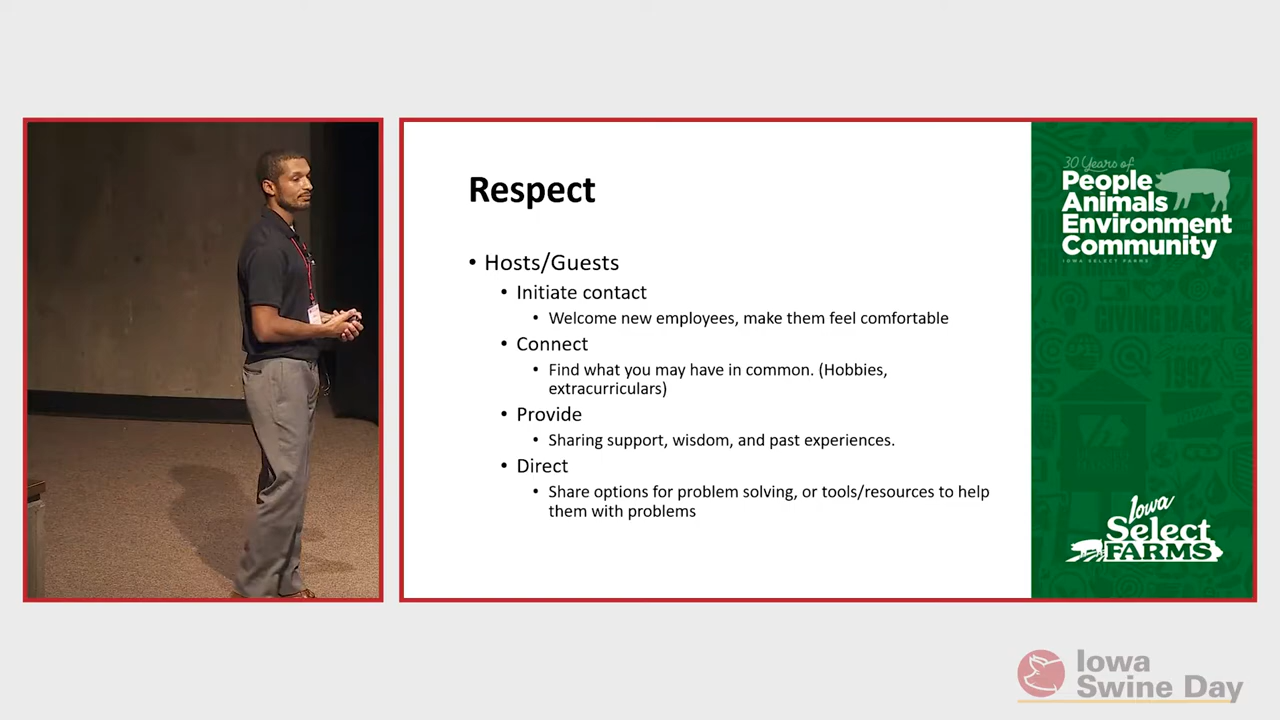 Respect
• Hosts/Guests
• Initiate contact
• Welcome new employees, make them feel comfortable
• Connect
• Find what you may have in common. (Hobbies,
extracurriculars)
• Provide
• Sharing support, wisdom, and past experiences.
• Direct
• Share options for problem solving, or tools/resources to help
them with problems
30 Years of
People
Animals
Environment
Community
IOWA SELECT FARMS
GIVING BACK
1992
Iowa
Select
FARMS
Iowa
Swine Day